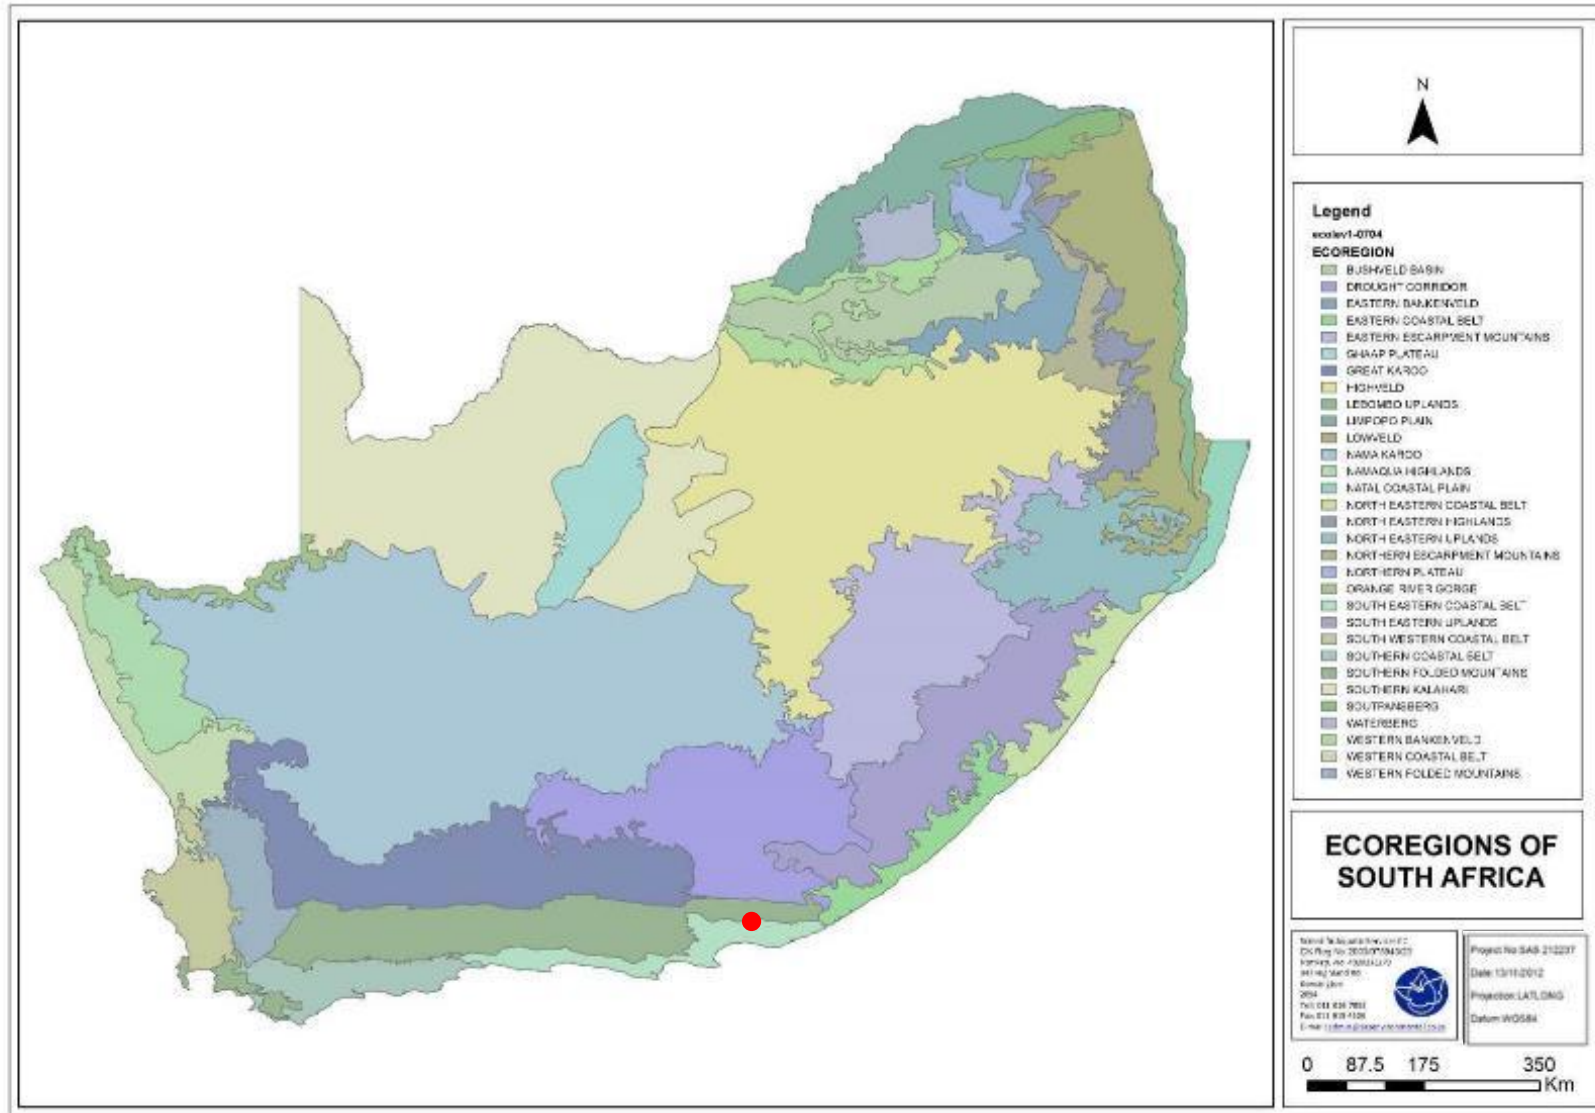 N
Legend
ecolev1-0704
ECOREGION
BUSHVELD BASIN
DROUGHT CORRIDOR
EASTERN BANKENVELD
EASTERN COASTAL BELT
EASTERN ESCARPMENT MOUNTAINS
GHAAP PLATEAU
GREAT KAROO
HIGHVELD
LEBOMBO UPLANDS
LIMPOPO PLAIN
LOWVELD
NAMA KAROO
NAMAQUA HIGHLANDS
NATAL COASTAL PLAIN
NORTH EASTERN COASTAL BELT
NORTH EASTERN HIGHLANDS
NORTH EASTERN UPLANDS
NORTHERN ESCARPMENT MOUNTAINS
NORTHERN PLATEAU
ORANGE RIVER GORGE
SOUTH EASTERN COASTAL BELT
SOUTH EASTERN UPLANDS
SOUTH WESTERN COASTAL BELT
SOUTHERN COASTAL BELT
SOUTHERN FOLDED MOUNTAINS
SOUTHERN KALAHARI
SOUTPANSBERG
WATERBERG
WESTERN BANKENVELD
WESTERN COASTAL BELT
WESTERN FOLDED MOUNTAINS
ECOREGIONS OF
SOUTH AFRICA
Project No SAS 212237
Date: 13/11/2012
Projection: LATLONG
Datum: WGS84
0 87.5 175 350
Km